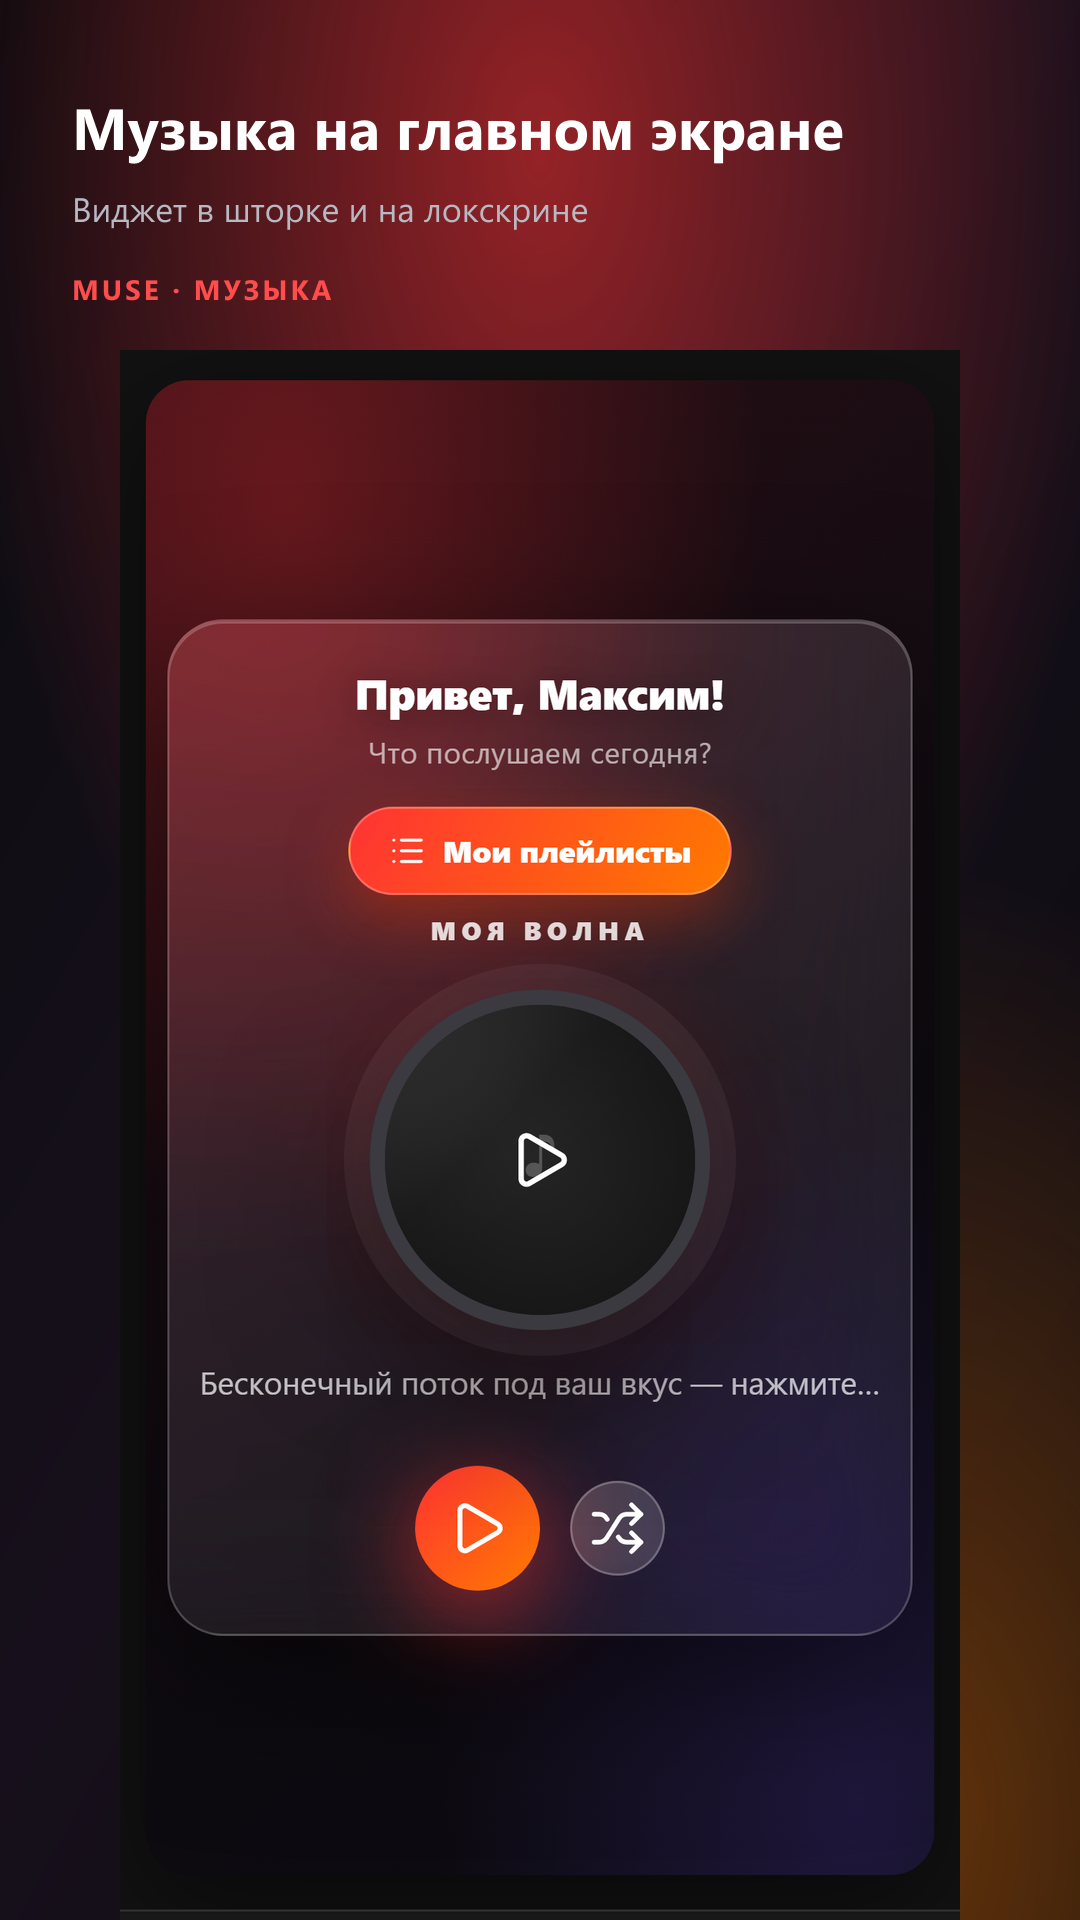 Музыка на главном экране
Виджет в шторке и на локскрине
MUSE · МУЗЫКА
Привет, Максим!
Что послушаем сегодня?
Мои плейлисты
МОЯ ВОЛНА
Бесконечный поток под ваш вкус — нажмите...